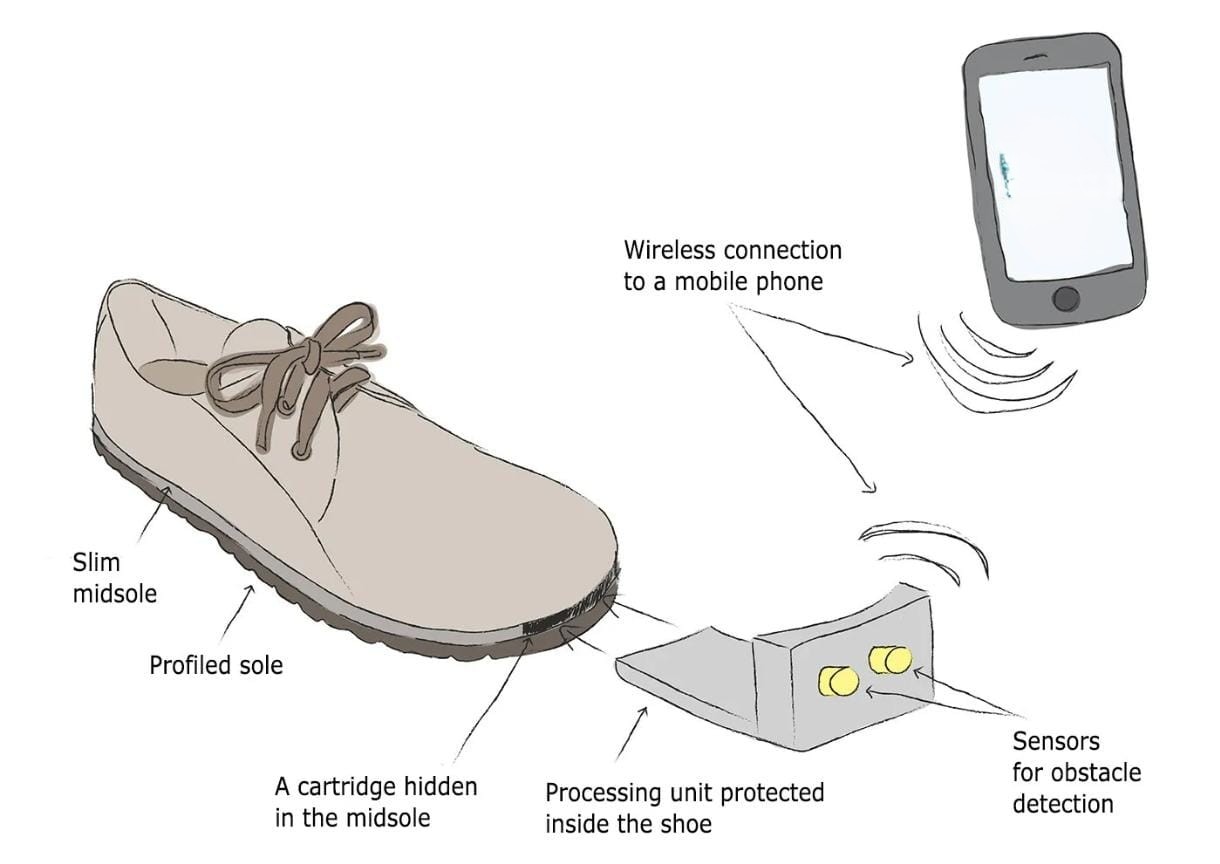 Wireless connection
to a mobile phone
Slim
midsole
Profiled sole
A cartridge hidden
in the midsole
Processing unit protected
inside the shoe
Sensors
for obstacle
detection